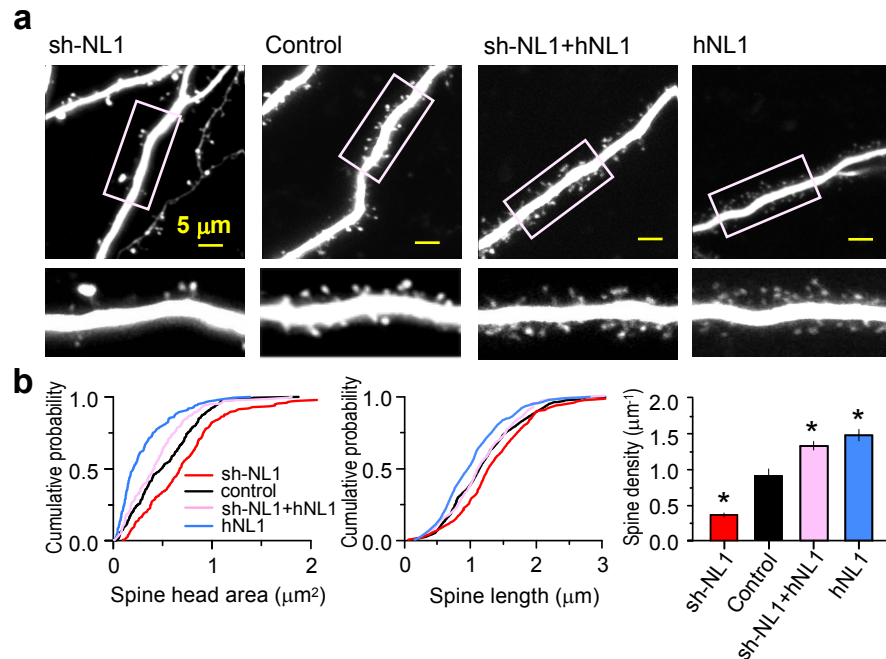 a
sh-NL1 Control sh-NL1+hNL1 hNL1
5 μm
b
Cumulative probability
1.0
0.5
0.0
sh-NL1
control
sh-NL1+hNL1
hNL1
0 1 2
Spine head area (μm²)
Cumulative probability
1.0
0.5
0.0
0 1 2 3
Spine length (μm)
Spine density (μm⁻¹)
2.0
1.5
1.0
0.5
0.0
* * *
sh-NL1
Control
sh-NL1+hNL1
hNL1